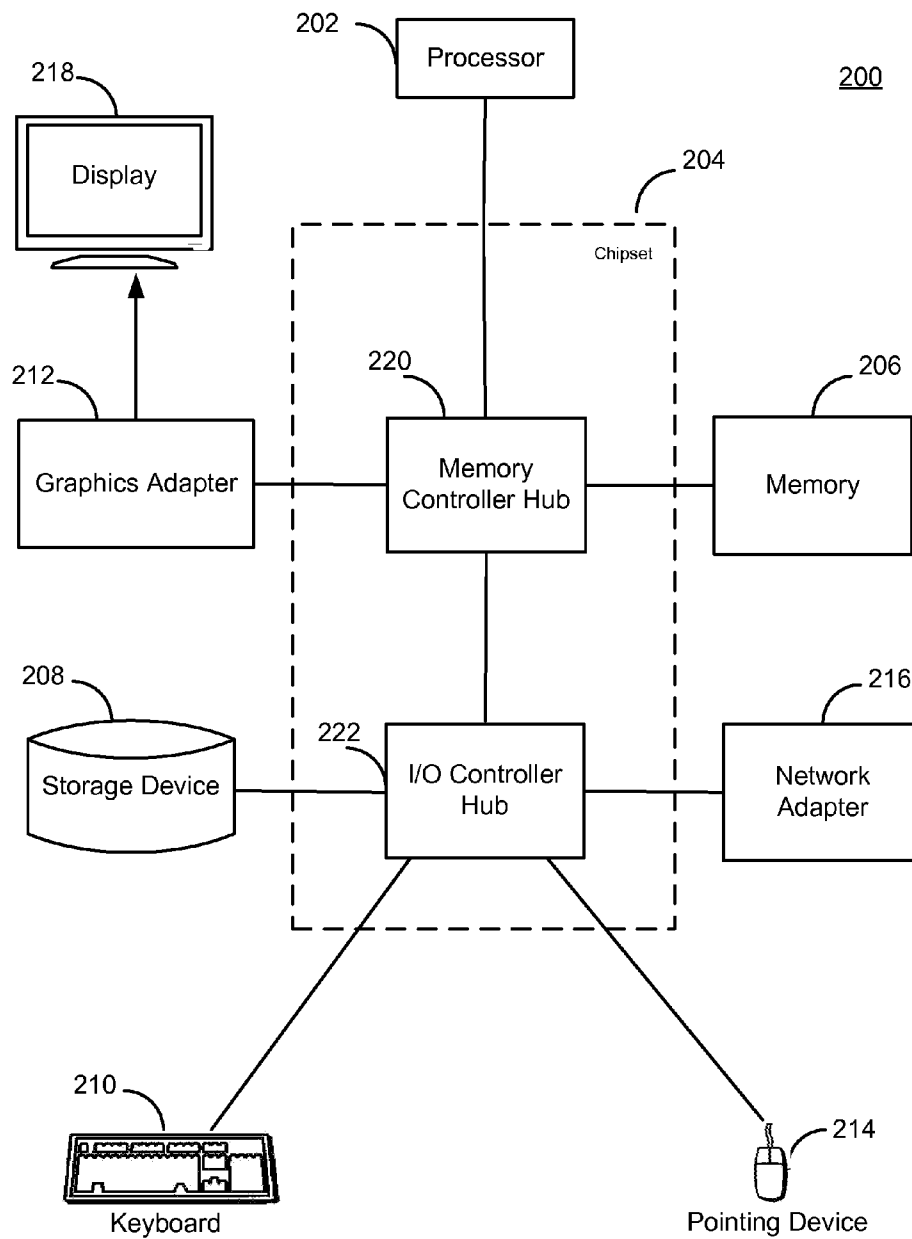 202
Processor
200
218
Display
204
Chipset
212
Graphics Adapter
220
Memory
Controller Hub
206
Memory
208
Storage Device
222
I/O Controller
Hub
216
Network
Adapter
210
Keyboard
214
Pointing Device